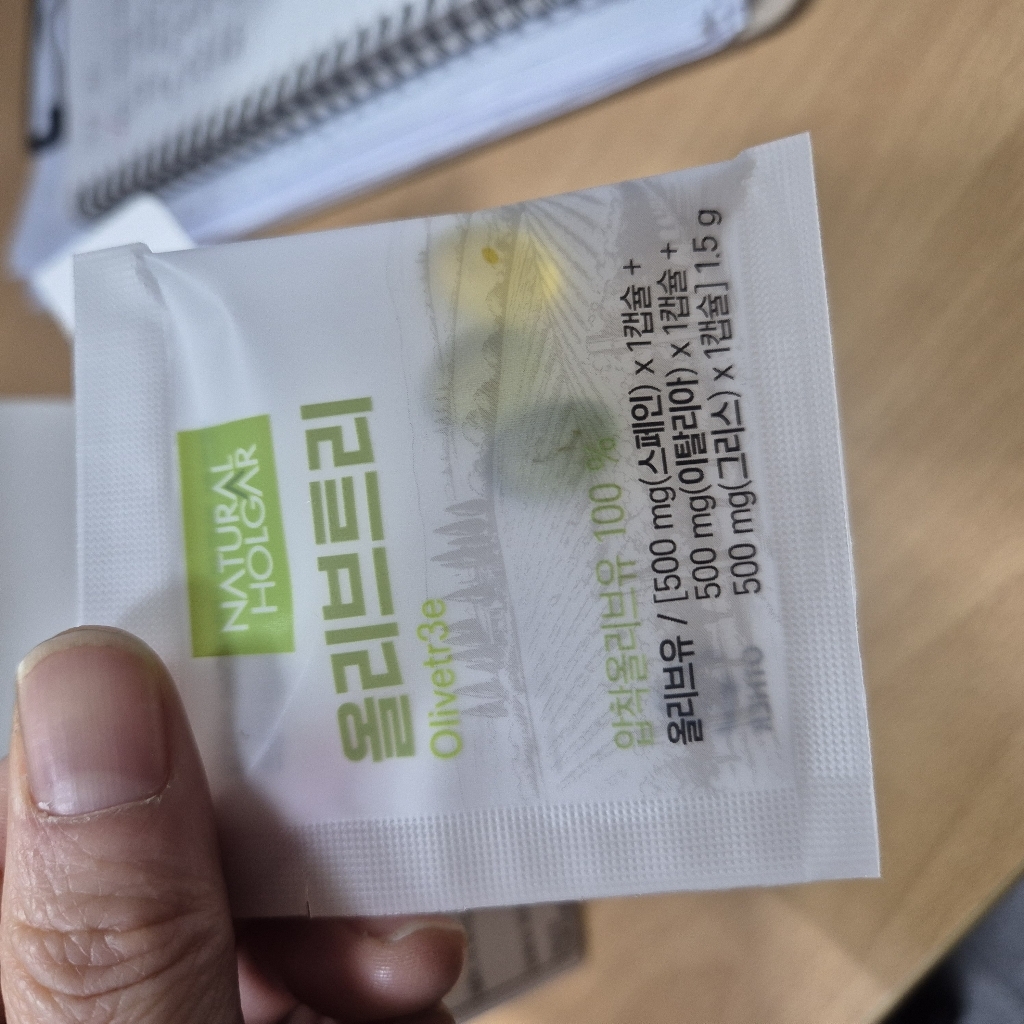 NATURAL
HOLGAR
올리브트리
Olivetr3e
압착올리브유 100 %
올리브유 / [500 mg(스페인) x 1캡슐 +
500 mg(이탈리아) x 1캡슐 +
500 mg(그리스) x 1캡슐] 1.5 g